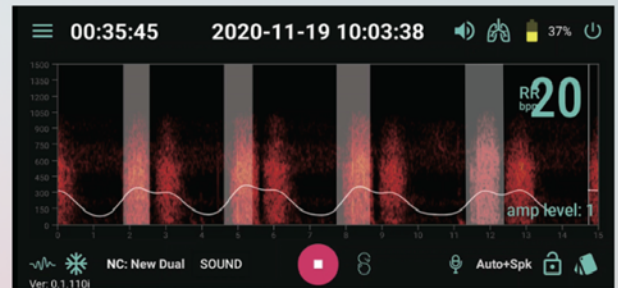 00:35:45 2020-11-19 10:03:38 37%
1500
1350
1200
1050
900
750
600
450
300
150
0
RR
bpm
20
amp level: 1
0 1 2 3 4 5 6 7 8 9 10 11 12 13 14 15
NC: New Dual SOUND Auto+Spk
Ver: 0.1.110i